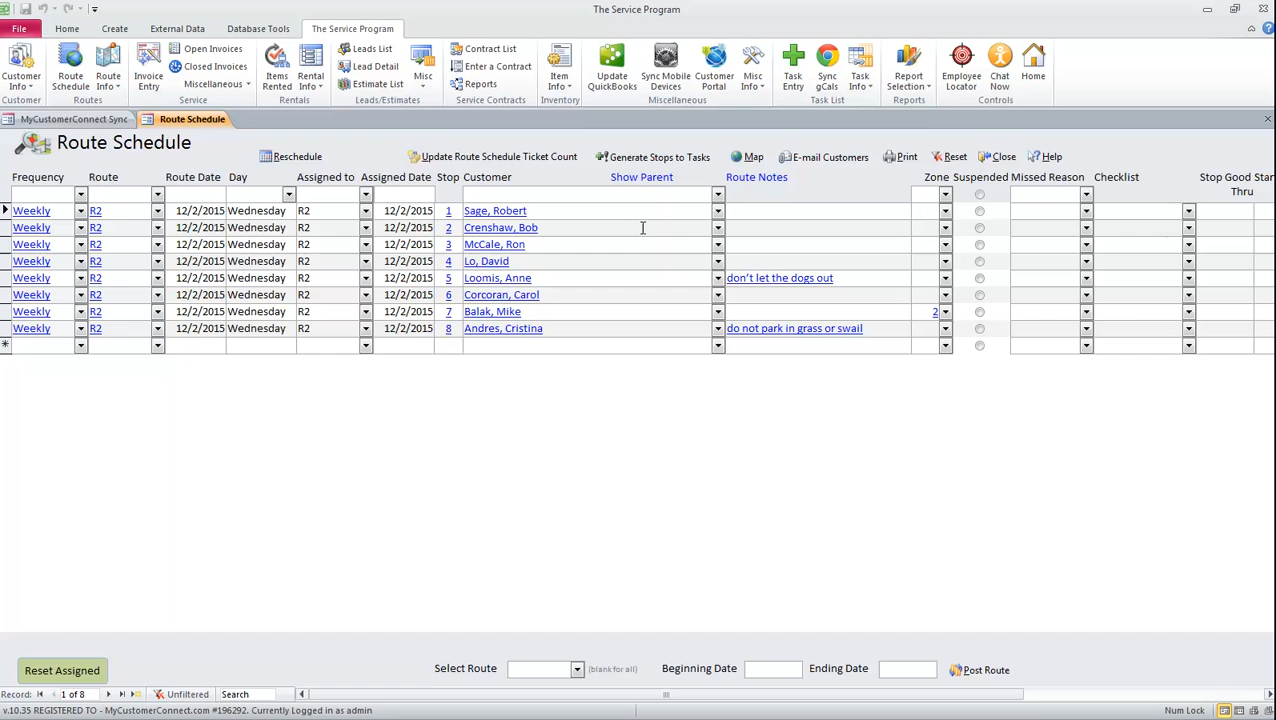 The Service Program
File Home Create External Data Database Tools The Service Program
Customer Info Route Schedule Route Info Invoice Entry Open Invoices Closed Invoices Miscellaneous Items Rented Rental Info Leads List Lead Detail Estimate List Misc Contract List Enter a Contract Reports Item Info Update QuickBooks Sync Mobile Devices Customer Portal Misc Info Task Entry Sync gCals Task Info Report Selection Employee Locator Chat Now Home
Customer Routes Service Rentals Leads/Estimates Service Contracts Inventory Miscellaneous Task List Reports Controls
MyCustomerConnect Sync Route Schedule
Route Schedule
Reschedule Update Route Schedule Ticket Count Generate Stops to Tasks Map E-mail Customers Print Reset Close Help
Frequency Route Route Date Day Assigned to Assigned Date Stop Customer Show Parent Route Notes Zone Suspended Missed Reason Checklist Stop Good Star
Thru
Weekly R2 12/2/2015 Wednesday R2 12/2/2015 1 Sage, Robert
Weekly R2 12/2/2015 Wednesday R2 12/2/2015 2 Crenshaw, Bob
Weekly R2 12/2/2015 Wednesday R2 12/2/2015 3 McCale, Ron
Weekly R2 12/2/2015 Wednesday R2 12/2/2015 4 Lo, David
Weekly R2 12/2/2015 Wednesday R2 12/2/2015 5 Loomis, Anne don't let the dogs out
Weekly R2 12/2/2015 Wednesday R2 12/2/2015 6 Corcoran, Carol
Weekly R2 12/2/2015 Wednesday R2 12/2/2015 7 Balak, Mike 2
Weekly R2 12/2/2015 Wednesday R2 12/2/2015 8 Andres, Cristina do not park in grass or swail
Reset Assigned Select Route (blank for all) Beginning Date Ending Date Post Route
Record: 1 of 8 Unfiltered Search
v.10.35 REGISTERED TO - MyCustomerConnect.com #196292. Currently Logged in as admin Num Lock